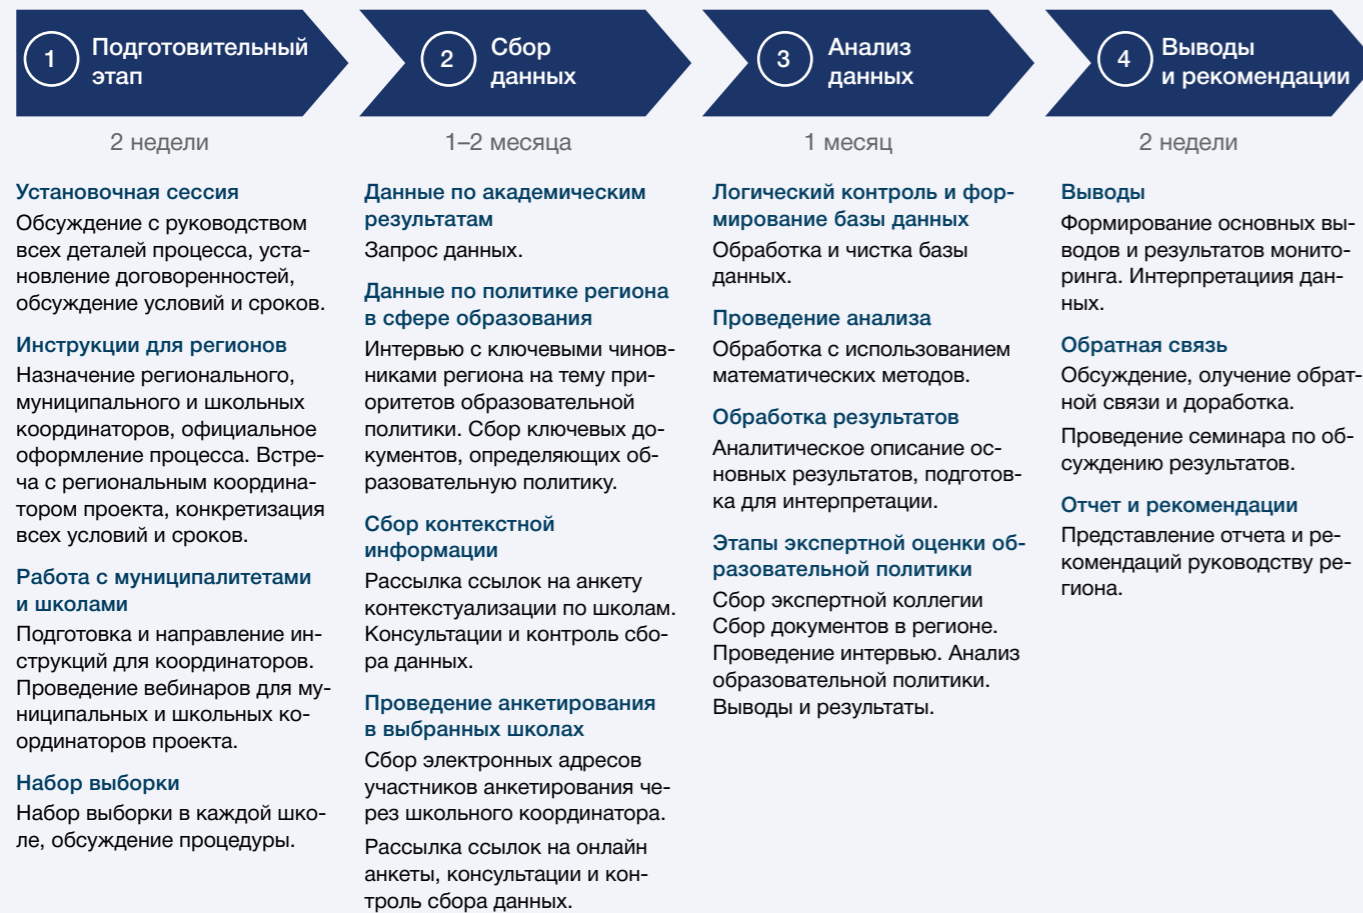 1
Подготовительный
этап
2
Сбор
данных
3
Анализ
данных
4
Выводы
и рекомендации
2 недели
1–2 месяца
1 месяц
2 недели
Установочная сессия
Обсуждение с руководством
всех деталей процесса, уста-
новление договоренностей,
обсуждение условий и сроков.
Инструкции для регионов
Назначение регионального,
муниципального и школьных
координаторов, официальное
оформление процесса. Встре-
ча с региональным координа-
тором проекта, конкретизация
всех условий и сроков.
Работа с муниципалитетами
и школами
Подготовка и направление ин-
струкций для координаторов.
Проведение вебинаров для му-
ниципальных и школьных ко-
ординаторов проекта.
Набор выборки
Набор выборки в каждой шко-
ле, обсуждение процедуры.
Данные по академическим
результатам
Запрос данных.
Данные по политике региона
в сфере образования
Интервью с ключевыми чинов-
никами региона на тему при-
оритетов образовательной
политики. Сбор ключевых до-
кументов, определяющих об-
разовательную политику.
Сбор контекстной
информации
Рассылка ссылок на анкету
контекстуализации по школам.
Консультации и контроль сбо-
ра данных.
Проведение анкетирования
в выбранных школах
Сбор электронных адресов
участников анкетирования че-
рез школьного координатора.
Рассылка ссылок на онлайн
анкеты, консультации и кон-
троль сбора данных.
Логический контроль и фор-
мирование базы данных
Обработка и чистка базы
данных.
Проведение анализа
Обработка с использованием
математических методов.
Обработка результатов
Аналитическое описание ос-
новных результатов, подготов-
ка для интерпретации.
Этапы экспертной оценки об-
разовательной политики
Сбор экспертной коллегии
Сбор документов в регионе.
Проведение интервью. Анализ
образовательной политики.
Выводы и результаты.
Выводы
Формирование основных вы-
водов и результатов монито-
ринга. Интерпретациия дан-
ных.
Обратная связь
Обсуждение, олучение обрат-
ной связи и доработка.
Проведение семинара по об-
суждению результатов.
Отчет и рекомендации
Представление отчета и ре-
комендаций руководству ре-
гиона.